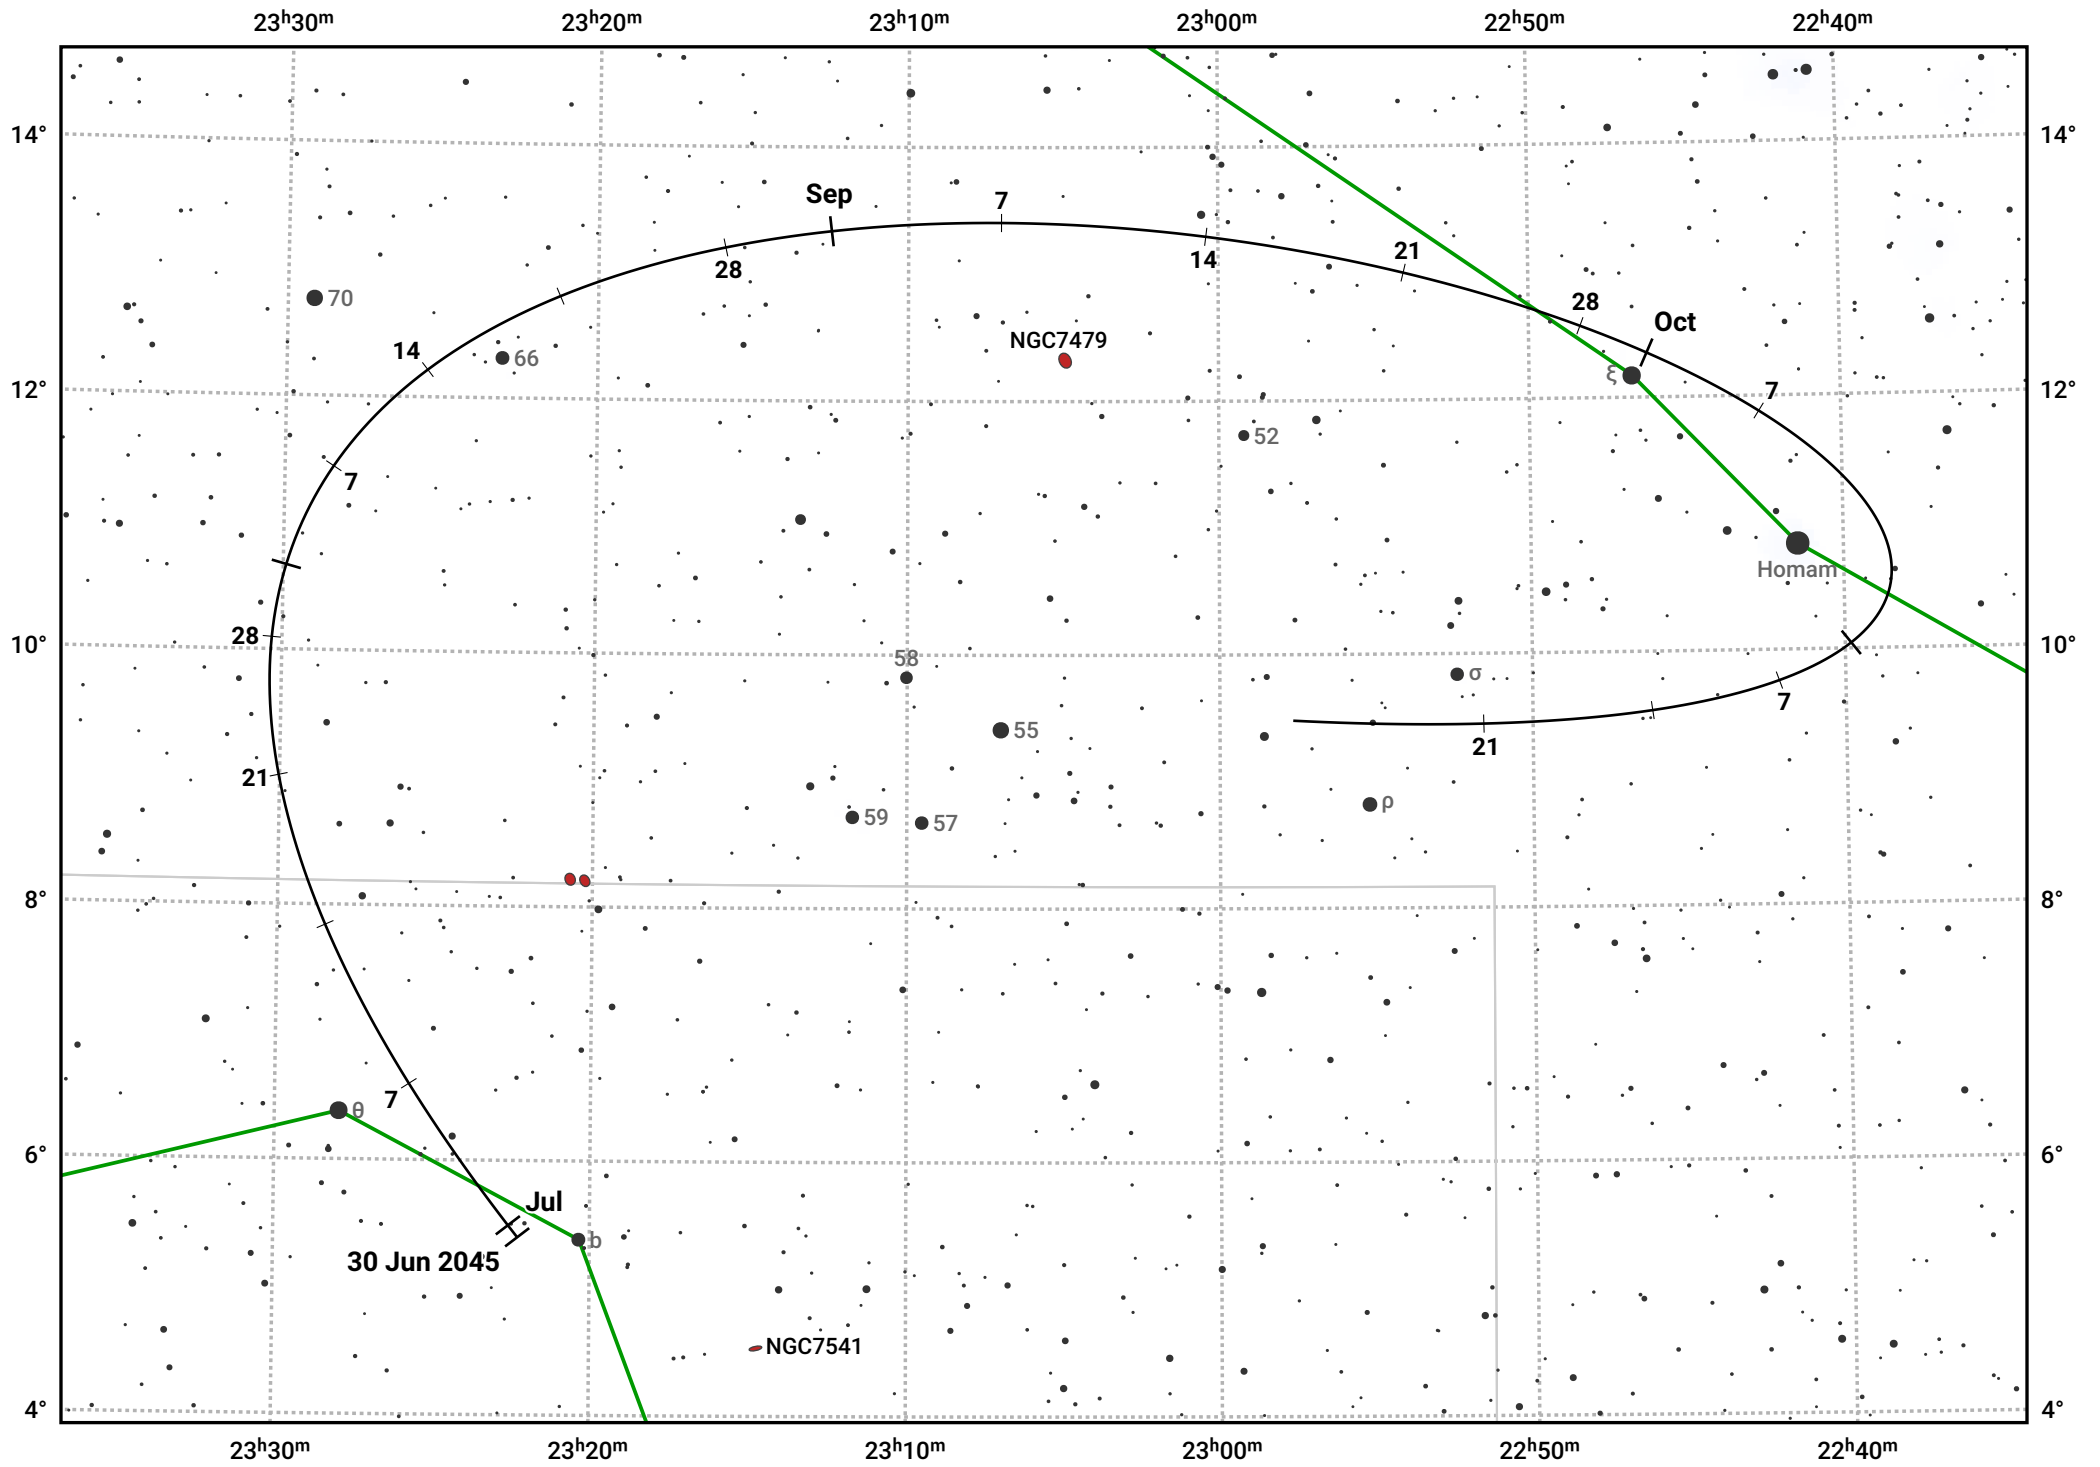 23ʰ30ᵐ 23ʰ20ᵐ 23ʰ10ᵐ 23ʰ00ᵐ 22ʰ50ᵐ 22ʰ40ᵐ
14° 14°
Sep
7
21
14
28
28
70
Oct
NGC7479
14
66
ξ
12° 12°
7
52
7
Homam
28
10° 10°
58
σ
7
55
21
21
ρ
59
57
8° 8°
7
θ
6° 6°
Jul
b
30 Jun 2045
NGC7541
4° 4°
23ʰ30ᵐ 23ʰ20ᵐ 23ʰ10ᵐ 23ʰ00ᵐ 22ʰ50ᵐ 22ʰ40ᵐ